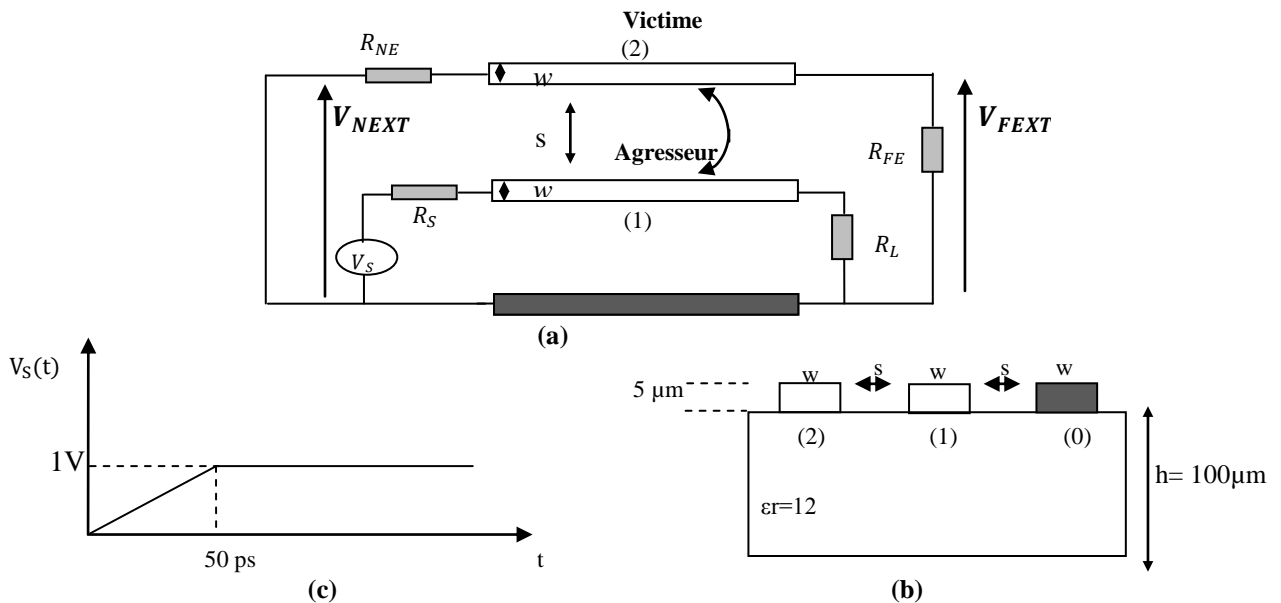 Victime
(2)
R_NE
w
V_NEXT
s
Agresseur
V_FEXT
R_FE
w
R_S
(1)
R_L
V_S
(a)
V_S(t)
1V
50 ps
t
(c)
w s w s w
5 µm
(2) (1) (0)
h= 100µm
εr=12
(b)